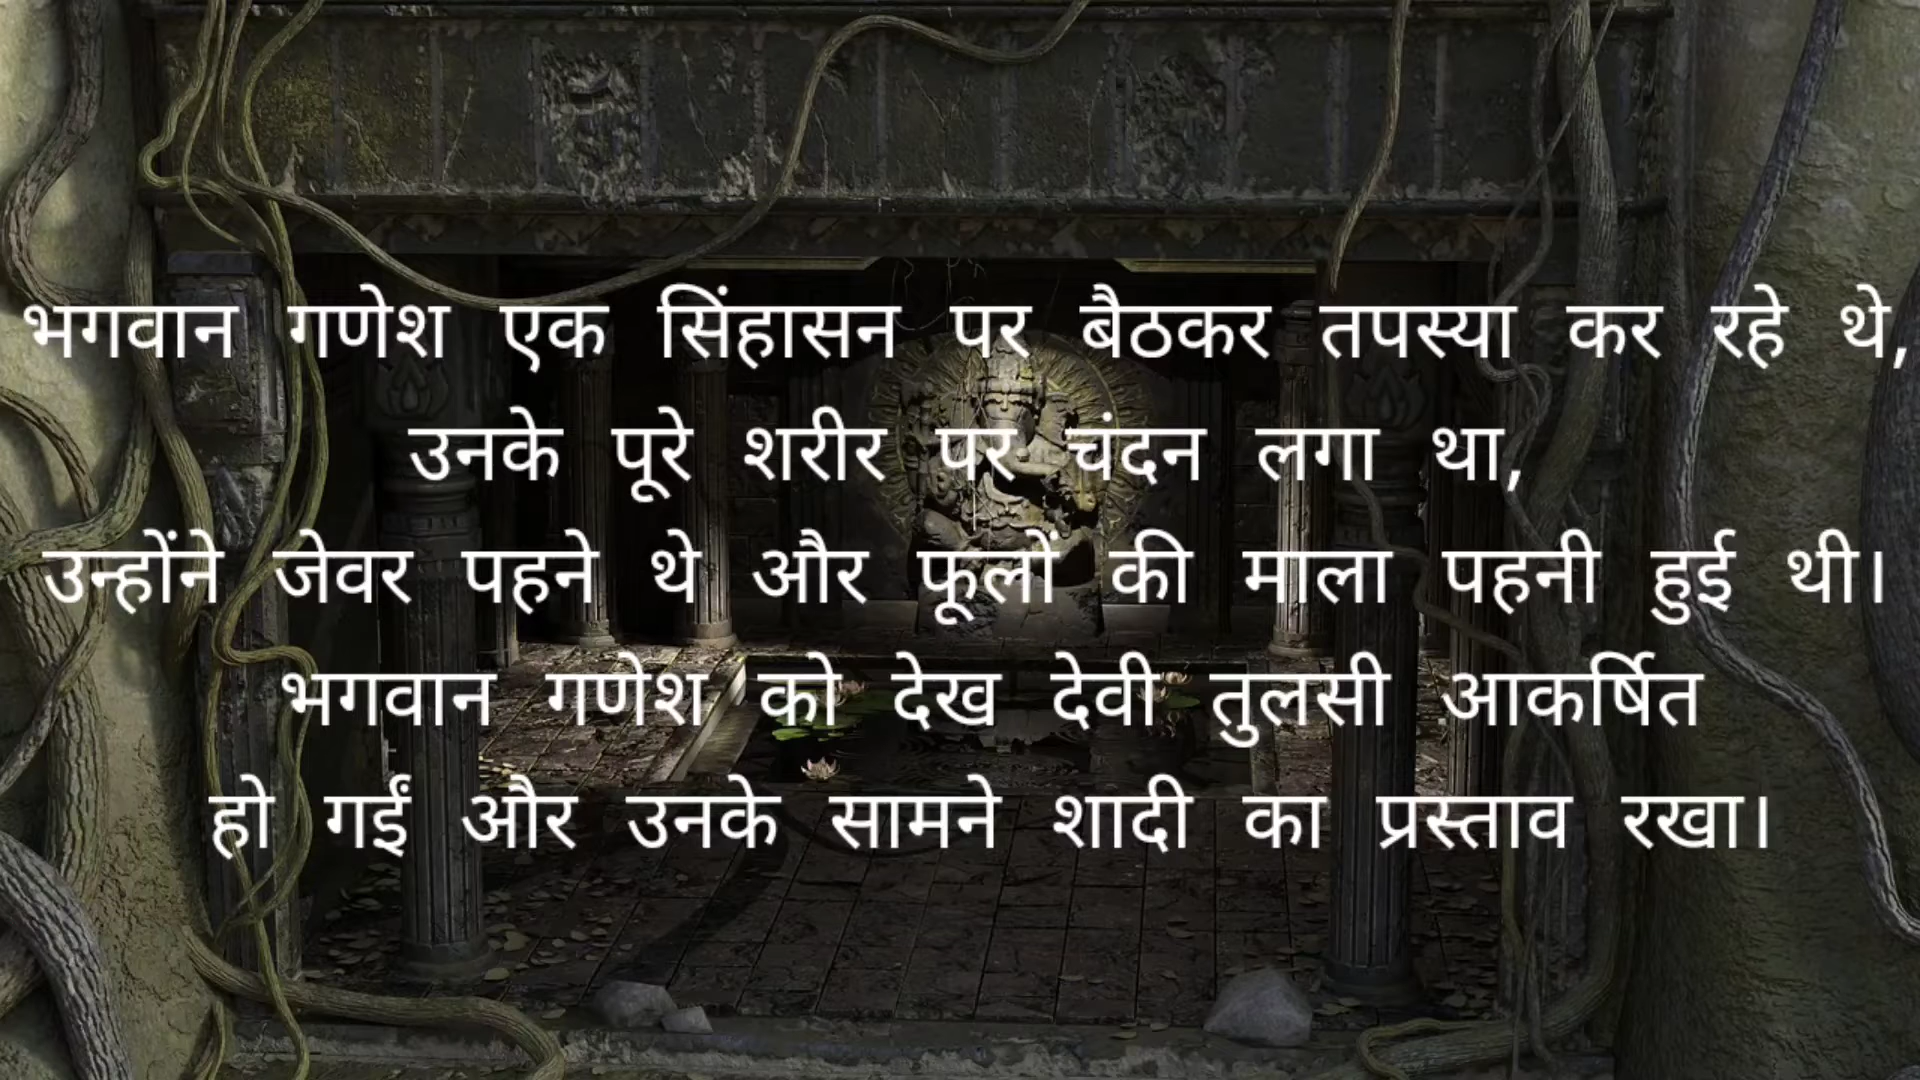 भगवान गणेश एक सिंहासन पर बैठकर तपस्या कर रहे थे,
उनके पूरे शरीर पर चंदन लगा था,
उन्होंने जेवर पहने थे और फूलों की माला पहनी हुई थी।
भगवान गणेश को देख देवी तुलसी आकर्षित
हो गईं और उनके सामने शादी का प्रस्ताव रखा।